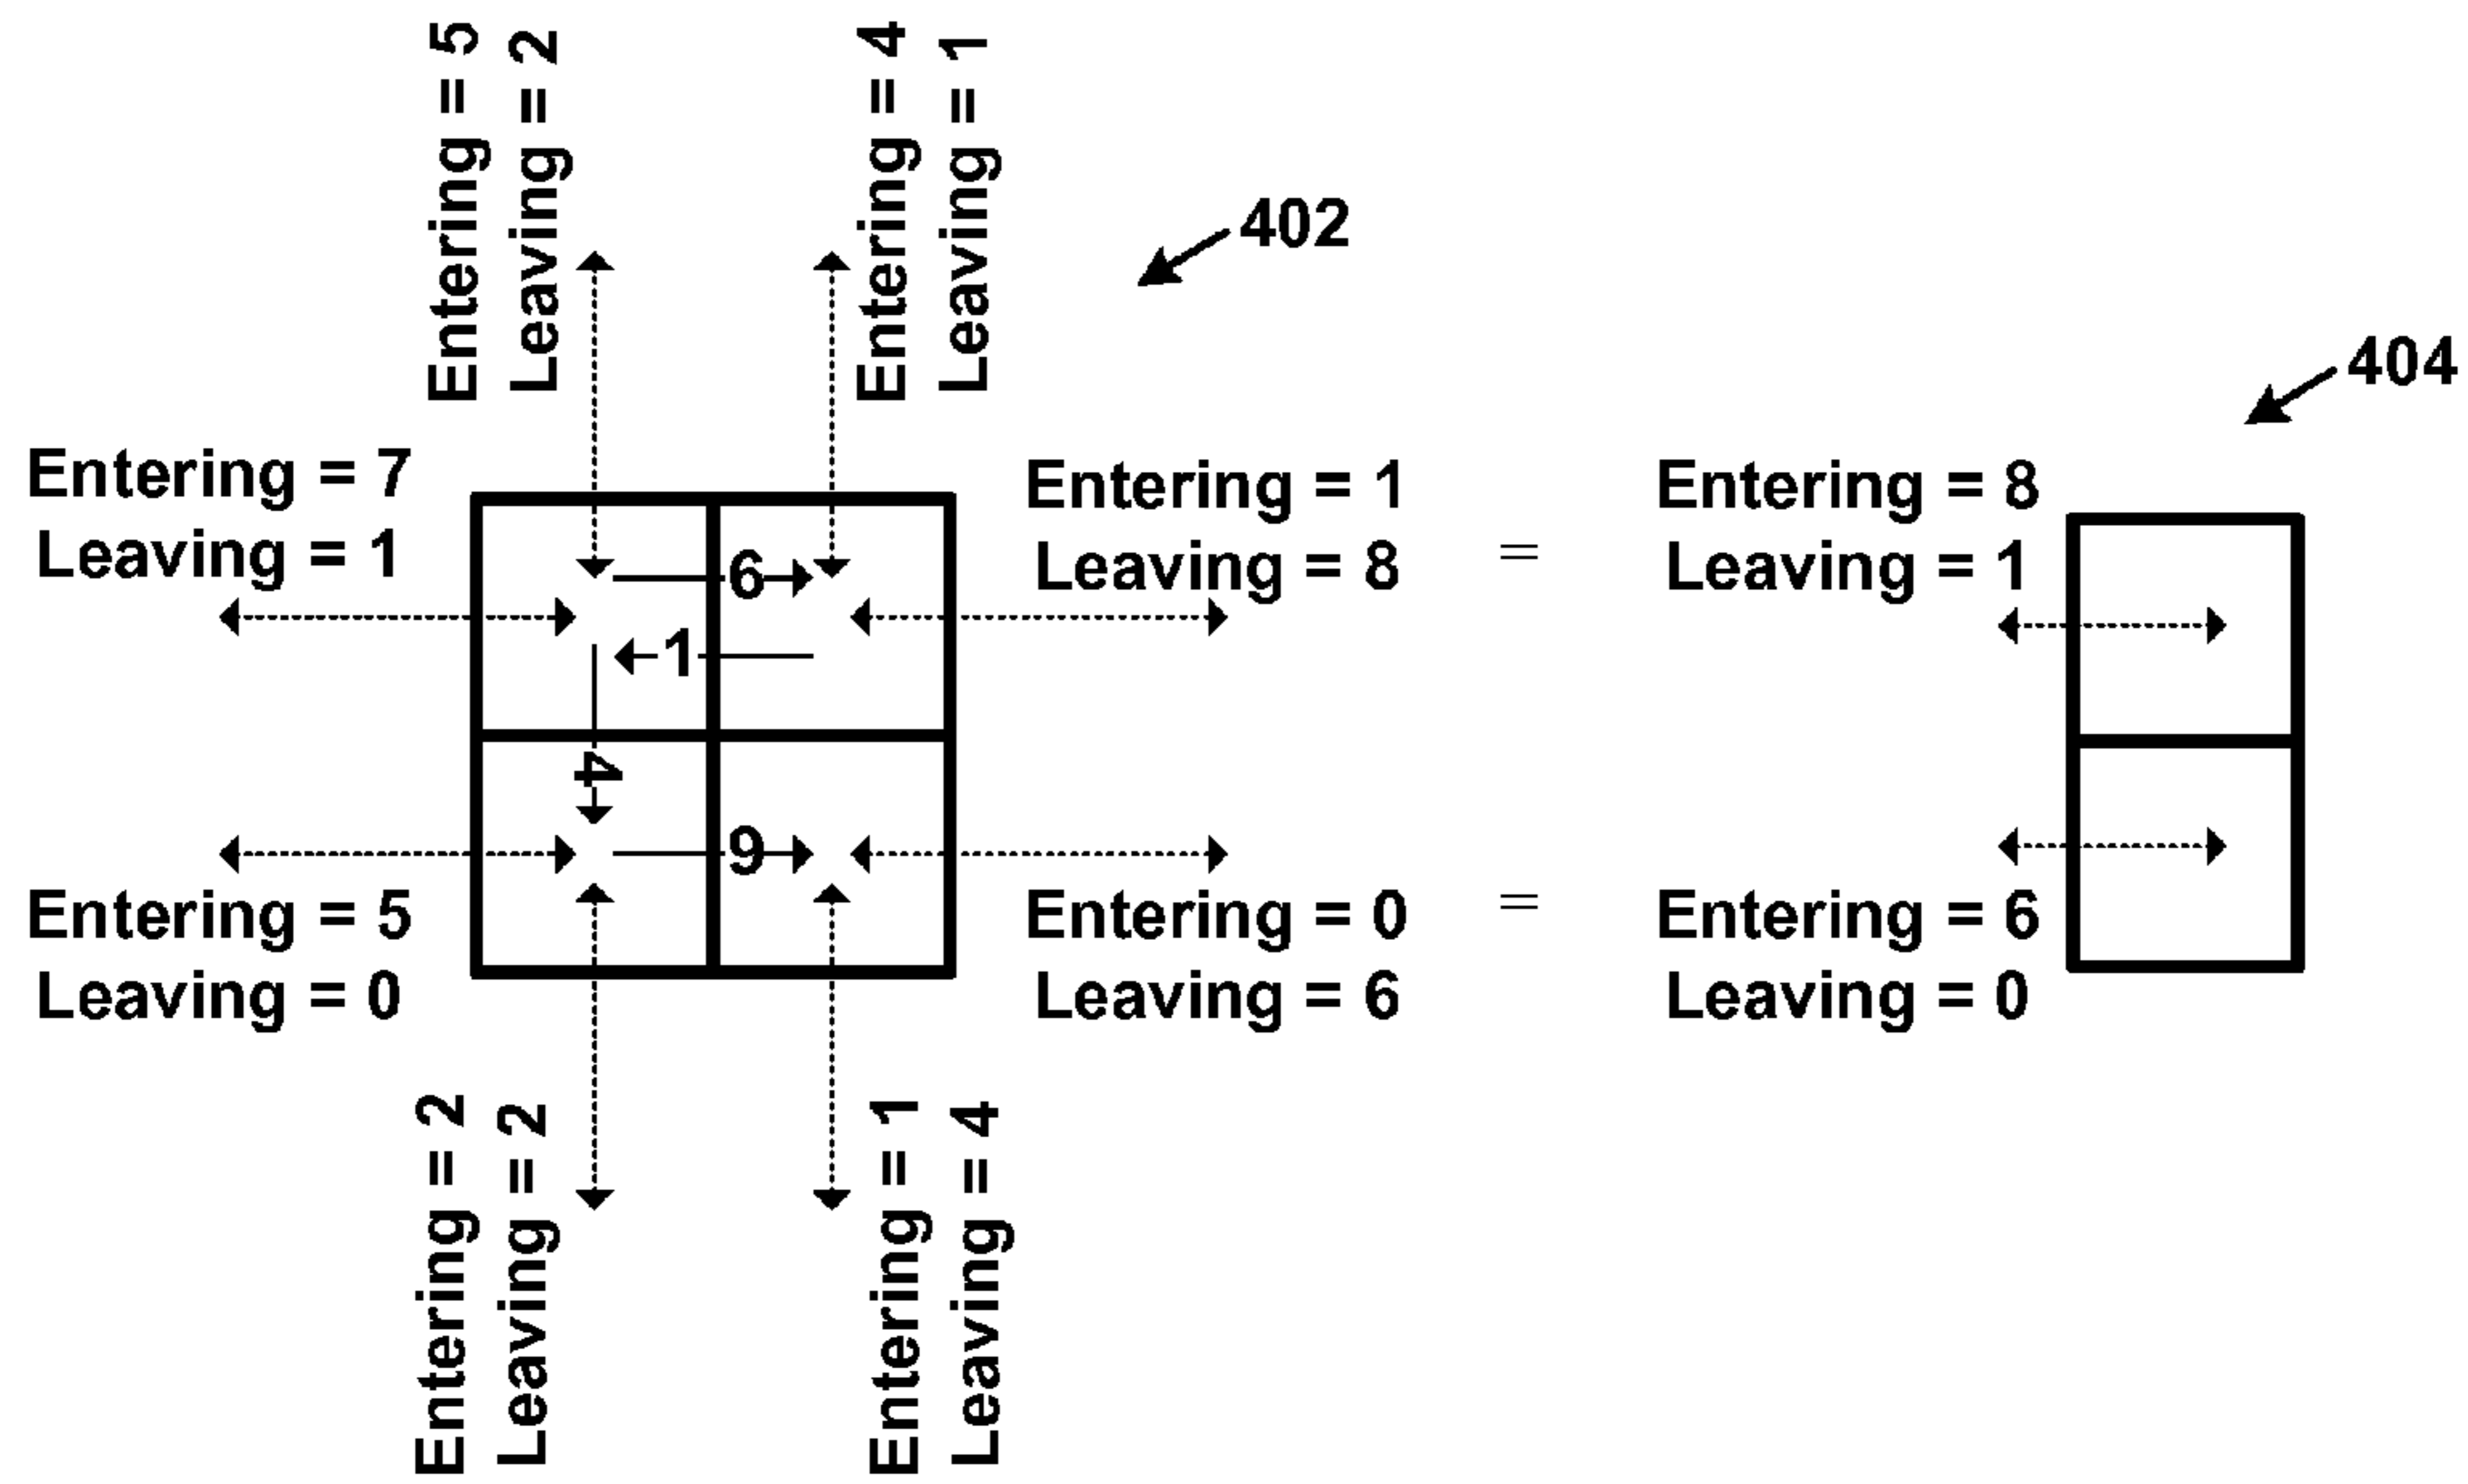 Entering = 5
Leaving = 2
Entering = 4
Leaving = 1
402
404
Entering = 7
Leaving = 1
Entering = 1
Leaving = 8
=
Entering = 8
Leaving = 1
6
1
4
9
Entering = 5
Leaving = 0
Entering = 0
Leaving = 6
=
Entering = 6
Leaving = 0
Entering = 2
Leaving = 2
Entering = 1
Leaving = 4